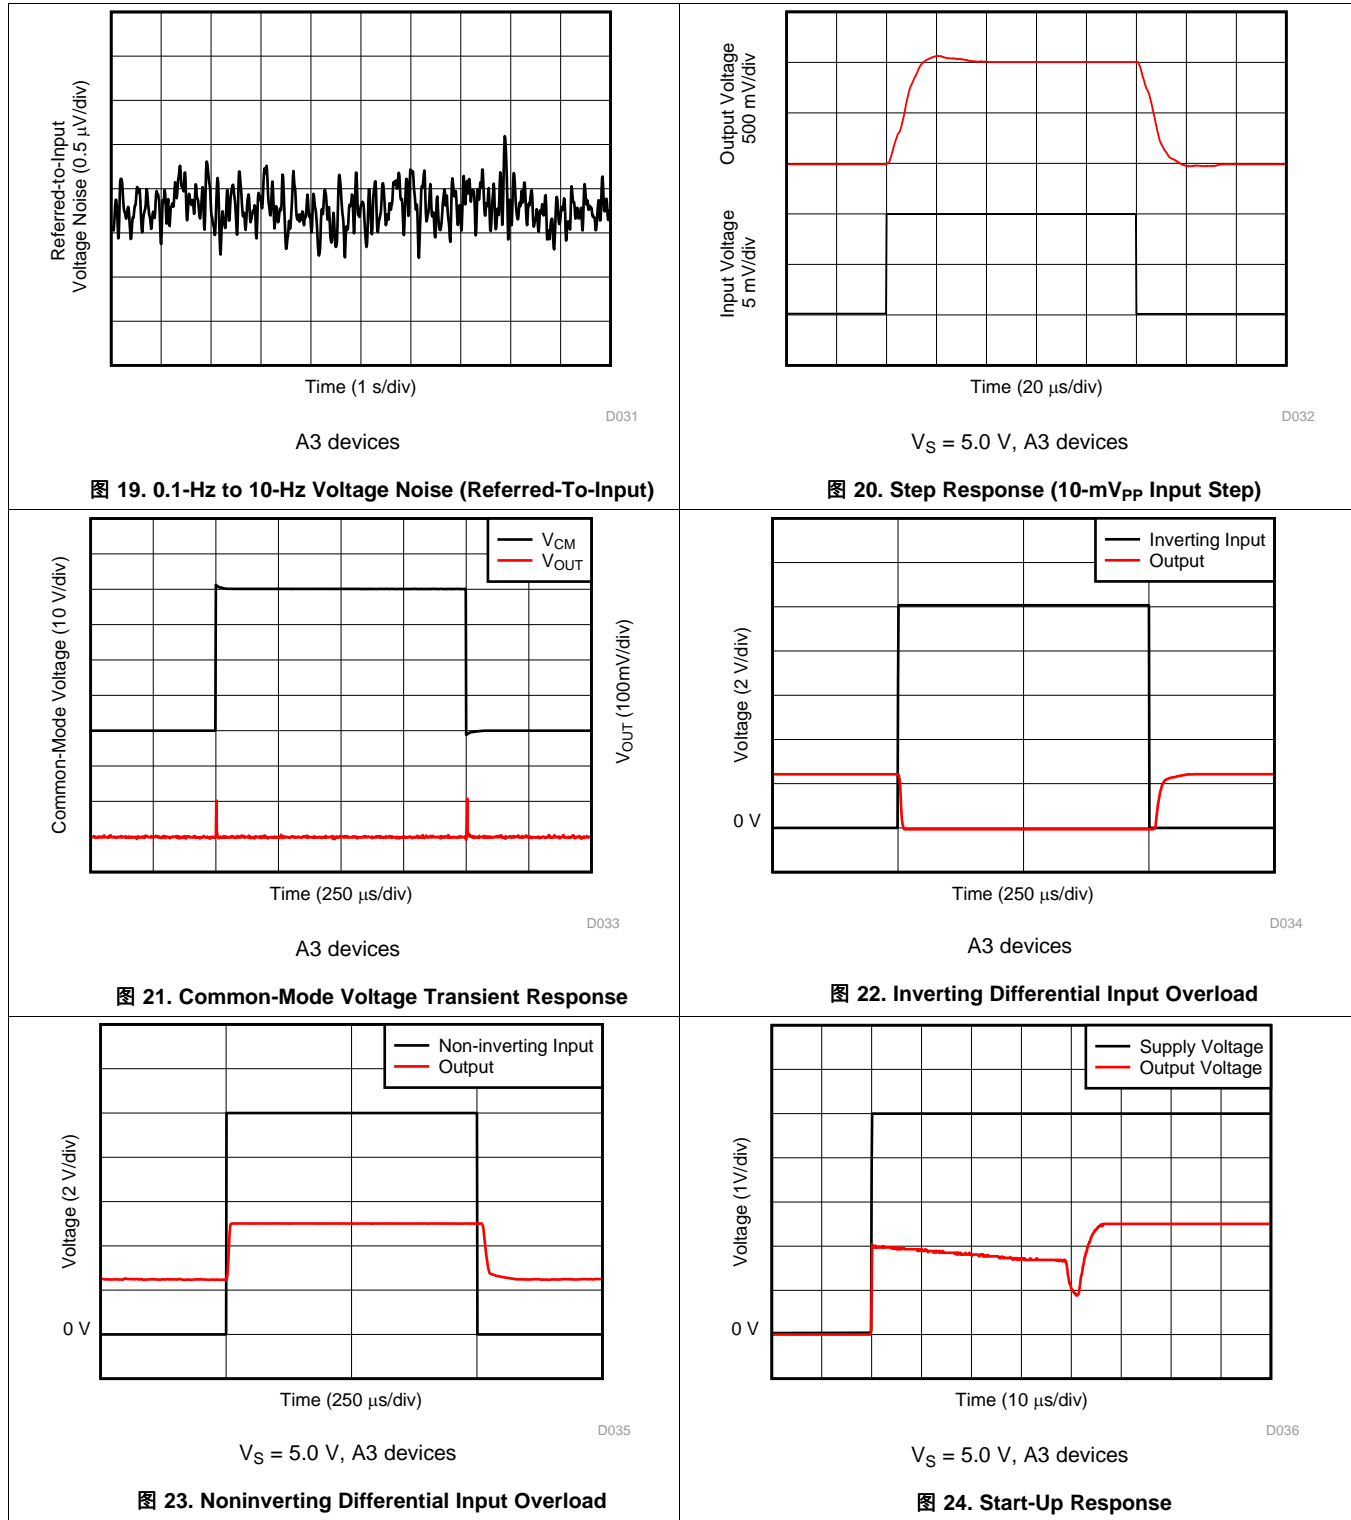 Referred-to-Input
Voltage Noise (0.5 μV/div)
Time (1 s/div)
D031
A3 devices
图 19. 0.1-Hz to 10-Hz Voltage Noise (Referred-To-Input)
Output Voltage
500 mV/div
Input Voltage
5 mV/div
Time (20 μs/div)
D032
VS = 5.0 V, A3 devices
图 20. Step Response (10-mVPP Input Step)
VCM
VOUT
Common-Mode Voltage (10 V/div)
VOUT (100mV/div)
Time (250 μs/div)
D033
A3 devices
图 21. Common-Mode Voltage Transient Response
Inverting Input
Output
Voltage (2 V/div)
0 V
Time (250 μs/div)
D034
A3 devices
图 22. Inverting Differential Input Overload
Non-inverting Input
Output
Voltage (2 V/div)
0 V
Time (250 μs/div)
D035
VS = 5.0 V, A3 devices
图 23. Noninverting Differential Input Overload
Supply Voltage
Output Voltage
Voltage (1V/div)
0 V
Time (10 μs/div)
D036
VS = 5.0 V, A3 devices
图 24. Start-Up Response